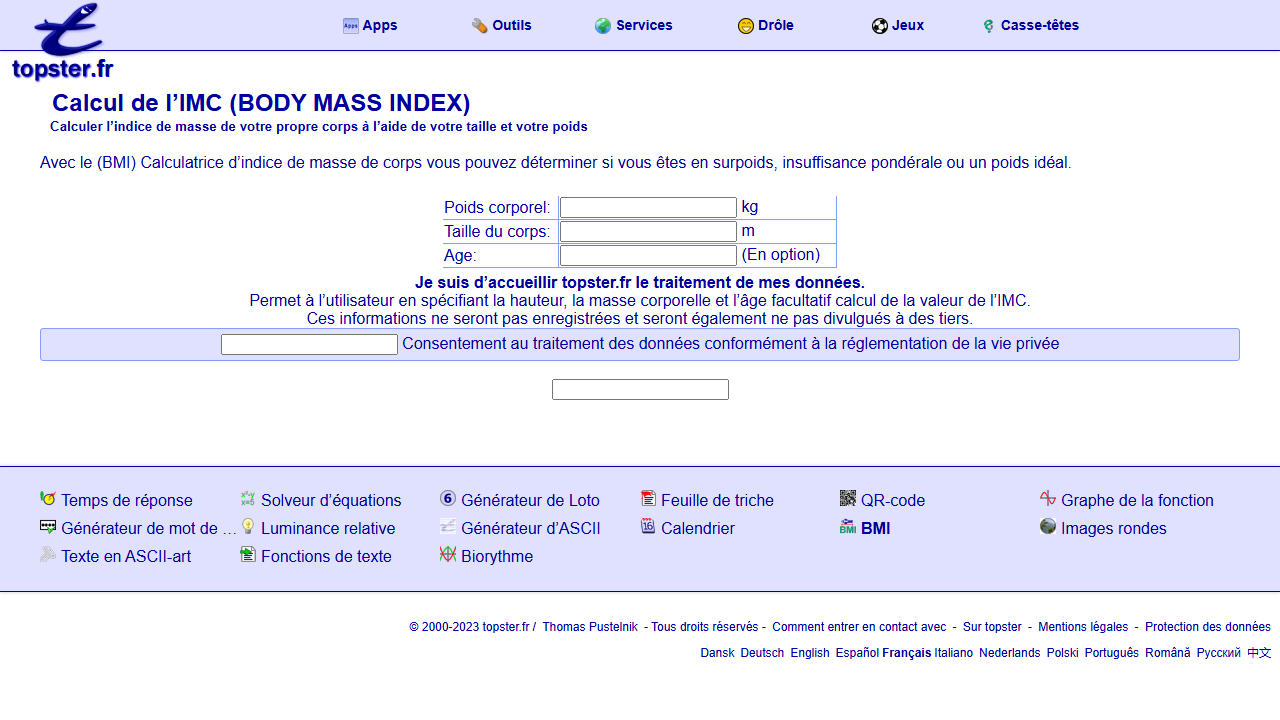 Apps Outils Services Drôle Jeux Casse-têtes
topster.fr
Calcul de l’IMC (BODY MASS INDEX)
Calculer l’indice de masse de votre propre corps à l’aide de votre taille et votre poids
Avec le (BMI) Calculatrice d’indice de masse de corps vous pouvez déterminer si vous êtes en surpoids, insuffisance pondérale ou un poids idéal.
Poids corporel: kg
Taille du corps: m
Age: (En option)
Je suis d’accueillir topster.fr le traitement de mes données.
Permet à l’utilisateur en spécifiant la hauteur, la masse corporelle et l’âge facultatif calcul de la valeur de l’IMC.
Ces informations ne seront pas enregistrées et seront également ne pas divulgués à des tiers.
Consentement au traitement des données conformément à la réglementation de la vie privée
Temps de réponse Solveur d’équations Générateur de Loto Feuille de triche QR-code Graphe de la fonction
Générateur de mot de … Luminance relative Générateur d’ASCII Calendrier BMI Images rondes
Texte en ASCII-art Fonctions de texte Biorythme
© 2000-2023 topster.fr / Thomas Pustelnik - Tous droits réservés - Comment entrer en contact avec - Sur topster - Mentions légales - Protection des données
Dansk Deutsch English Español Français Italiano Nederlands Polski Português Română Русский 中文